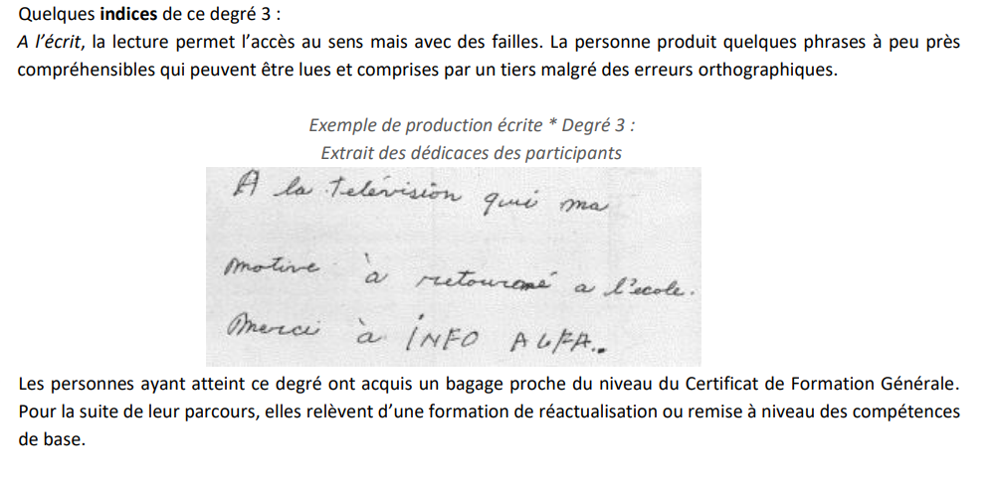 Quelques indices de ce degré 3 :
A l’écrit, la lecture permet l’accès au sens mais avec des failles. La personne produit quelques phrases à peu près
compréhensibles qui peuvent être lues et comprises par un tiers malgré des erreurs orthographiques.
Exemple de production écrite * Degré 3 :
Extrait des dédicaces des participants
A la télévision qui ma
motive à retourné a l'ecole.
Merci à INFO ALFA..
Les personnes ayant atteint ce degré ont acquis un bagage proche du niveau du Certificat de Formation Générale.
Pour la suite de leur parcours, elles relèvent d’une formation de réactualisation ou remise à niveau des compétences
de base.